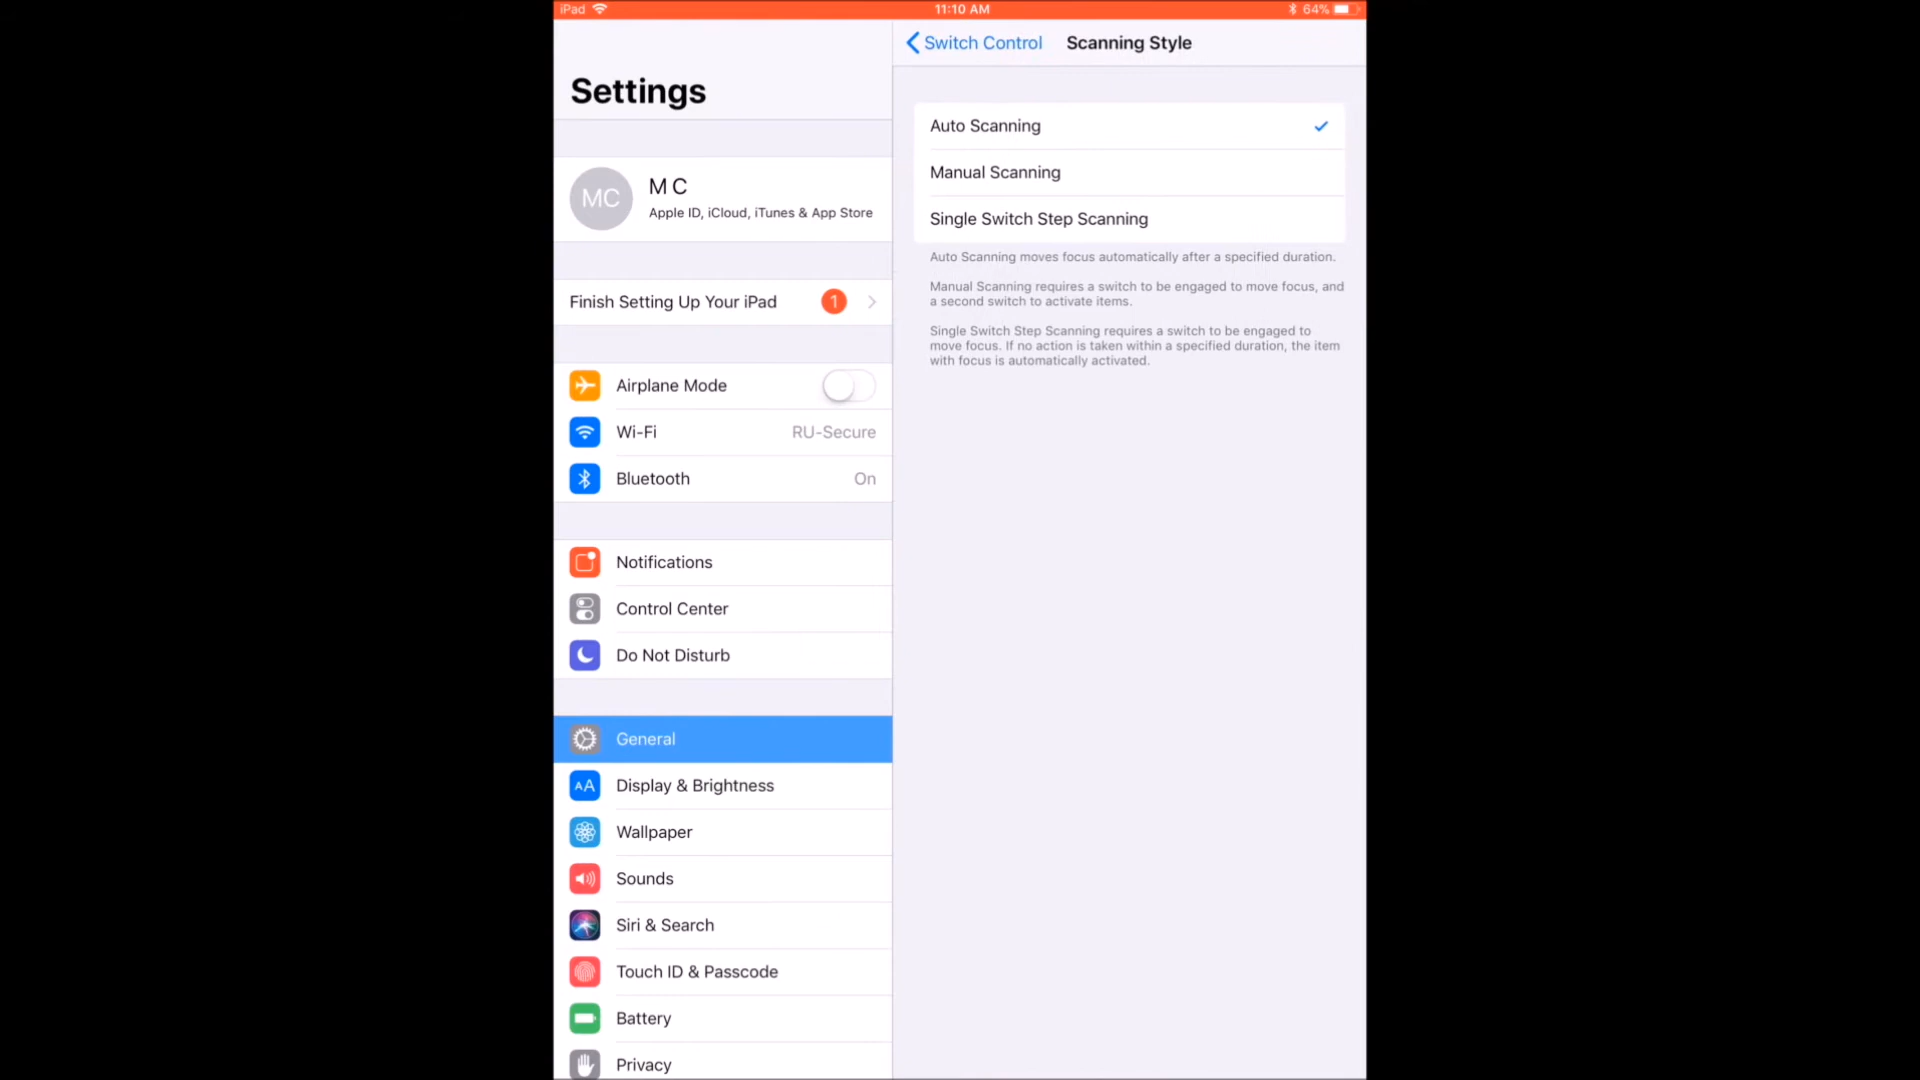 iPad 11:10 AM 64%
Switch Control Scanning Style
Settings
Auto Scanning
MC
M C
Apple ID, iCloud, iTunes & App Store
Manual Scanning
Single Switch Step Scanning
Auto Scanning moves focus automatically after a specified duration.
Manual Scanning requires a switch to be engaged to move focus, and
a second switch to activate items.
Single Switch Step Scanning requires a switch to be engaged to
move focus. If no action is taken within a specified duration, the item
with focus is automatically activated.
Finish Setting Up Your iPad 1
Airplane Mode
Wi-Fi RU-Secure
Bluetooth On
Notifications
Control Center
Do Not Disturb
General
AA Display & Brightness
Wallpaper
Sounds
Siri & Search
Touch ID & Passcode
Battery
Privacy